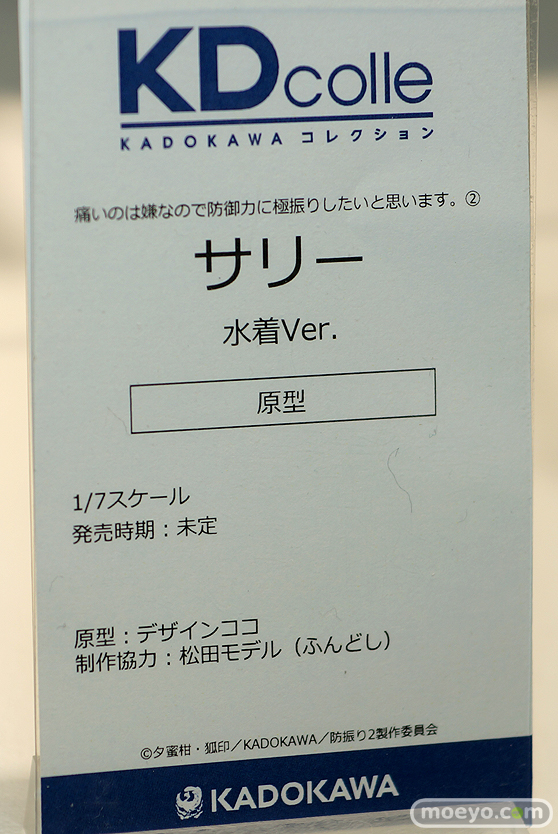 KDcolle
KADOKAWA コレクション
痛いのは嫌なので防御力に極振りしたいと思います。②
サリー
水着Ver.
原型
1/7スケール
発売時期：未定
原型：デザインココ
制作協力：松田モデル（ふんどし）
©夕蜜柑・狐印／KADOKAWA／防振り2製作委員会
KADOKAWA
moeyo.com